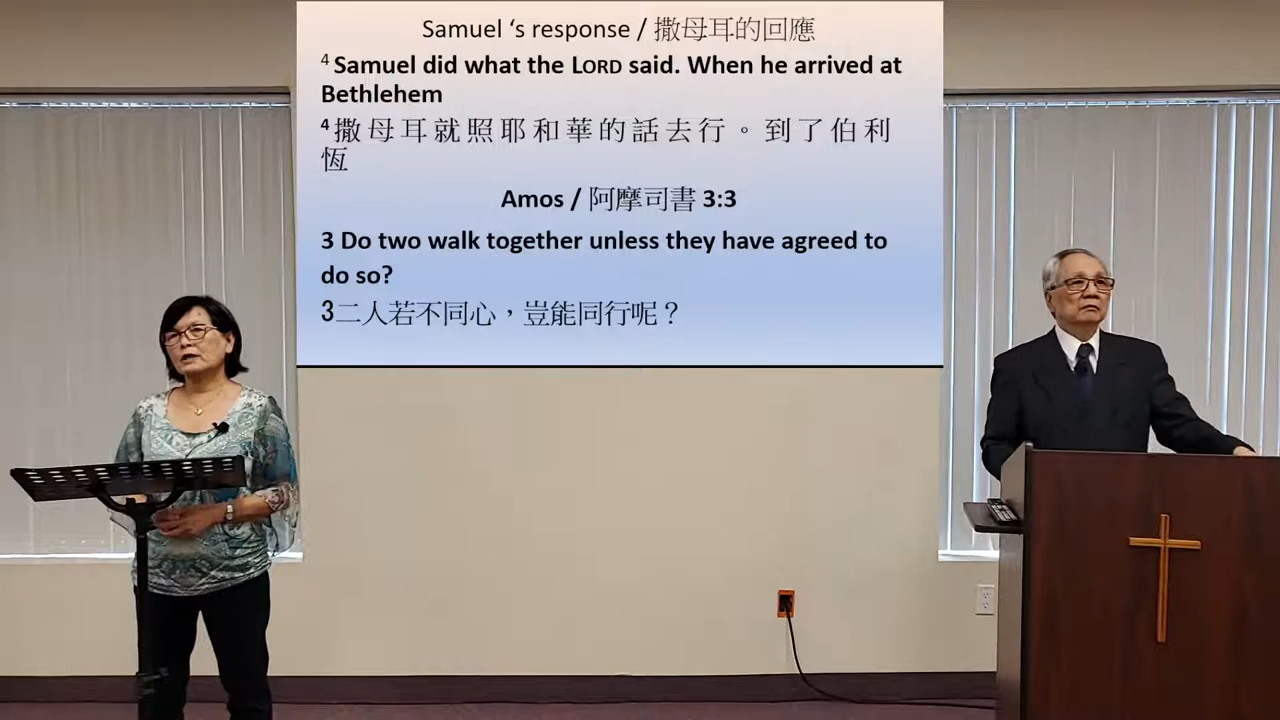 Samuel ‘s response / 撒母耳的回應
4 Samuel did what the LORD said. When he arrived at
Bethlehem
4 撒母耳就照耶和華的話去行。到了伯利
恆
Amos / 阿摩司書 3:3
3 Do two walk together unless they have agreed to
do so?
3二人若不同心，豈能同行呢？